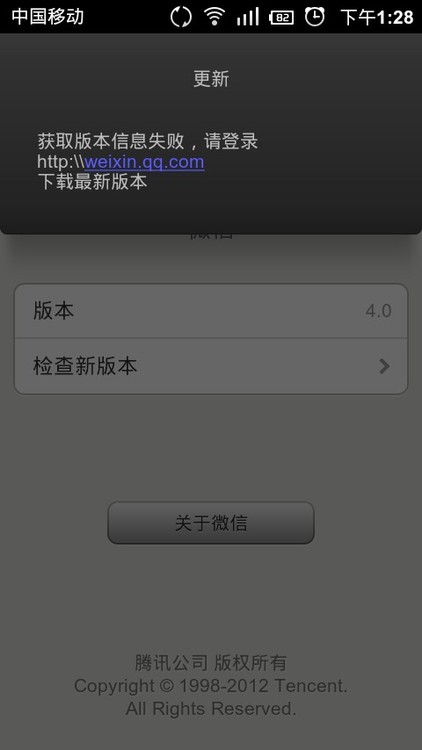 中国移动 82 下午1:28
更新
获取版本信息失败，请登录
http:\\weixin.qq.com
下载最新版本
版本 4.0
检查新版本
关于微信
腾讯公司 版权所有
Copyright © 1998-2012 Tencent.
All Rights Reserved.